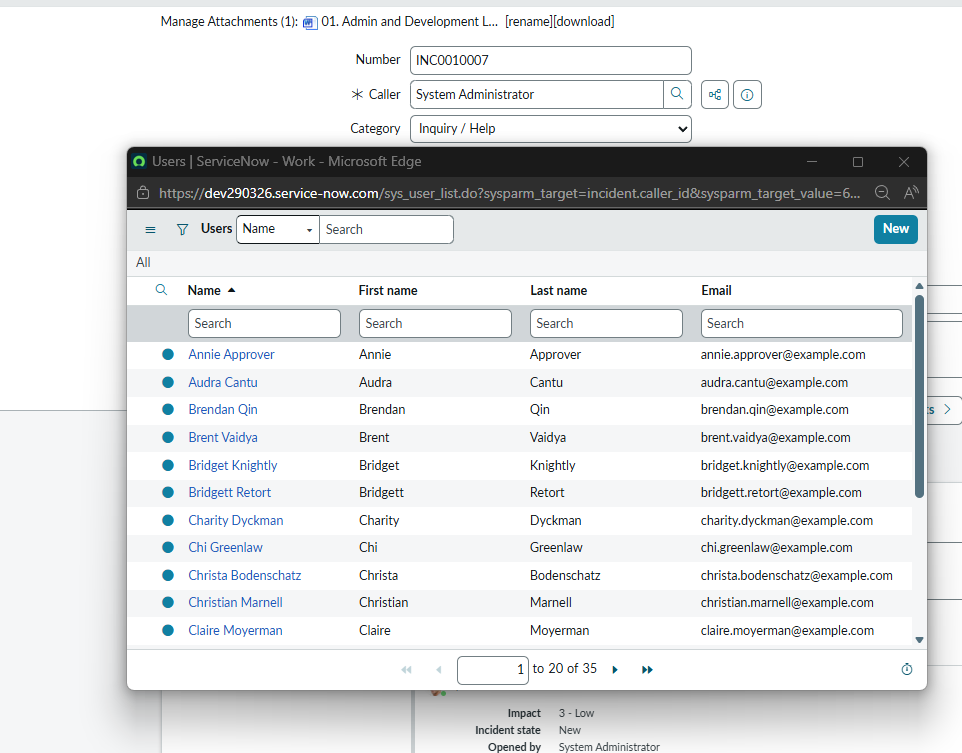 Manage Attachments (1): 01. Admin and Development L... [rename][download]
Number INC0010007
Caller System Administrator
Category Inquiry / Help
Users | ServiceNow - Work - Microsoft Edge
https://dev290326.service-now.com/sys_user_list.do?sysparm_target=incident.caller_id&sysparm_target_value=6...
Users Name Search New
All
Name First name Last name Email
Search Search Search Search
Annie Approver Annie Approver annie.approver@example.com
Audra Cantu Audra Cantu audra.cantu@example.com
Brendan Qin Brendan Qin brendan.qin@example.com
Brent Vaidya Brent Vaidya brent.vaidya@example.com
Bridget Knightly Bridget Knightly bridget.knightly@example.com
Bridgett Retort Bridgett Retort bridgett.retort@example.com
Charity Dyckman Charity Dyckman charity.dyckman@example.com
Chi Greenlaw Chi Greenlaw chi.greenlaw@example.com
Christa Bodenschatz Christa Bodenschatz christa.bodenschatz@example.com
Christian Marnell Christian Marnell christian.marnell@example.com
Claire Moyerman Claire Moyerman claire.moyerman@example.com
1 to 20 of 35
Impact 3 - Low
Incident state New
Opened by System Administrator